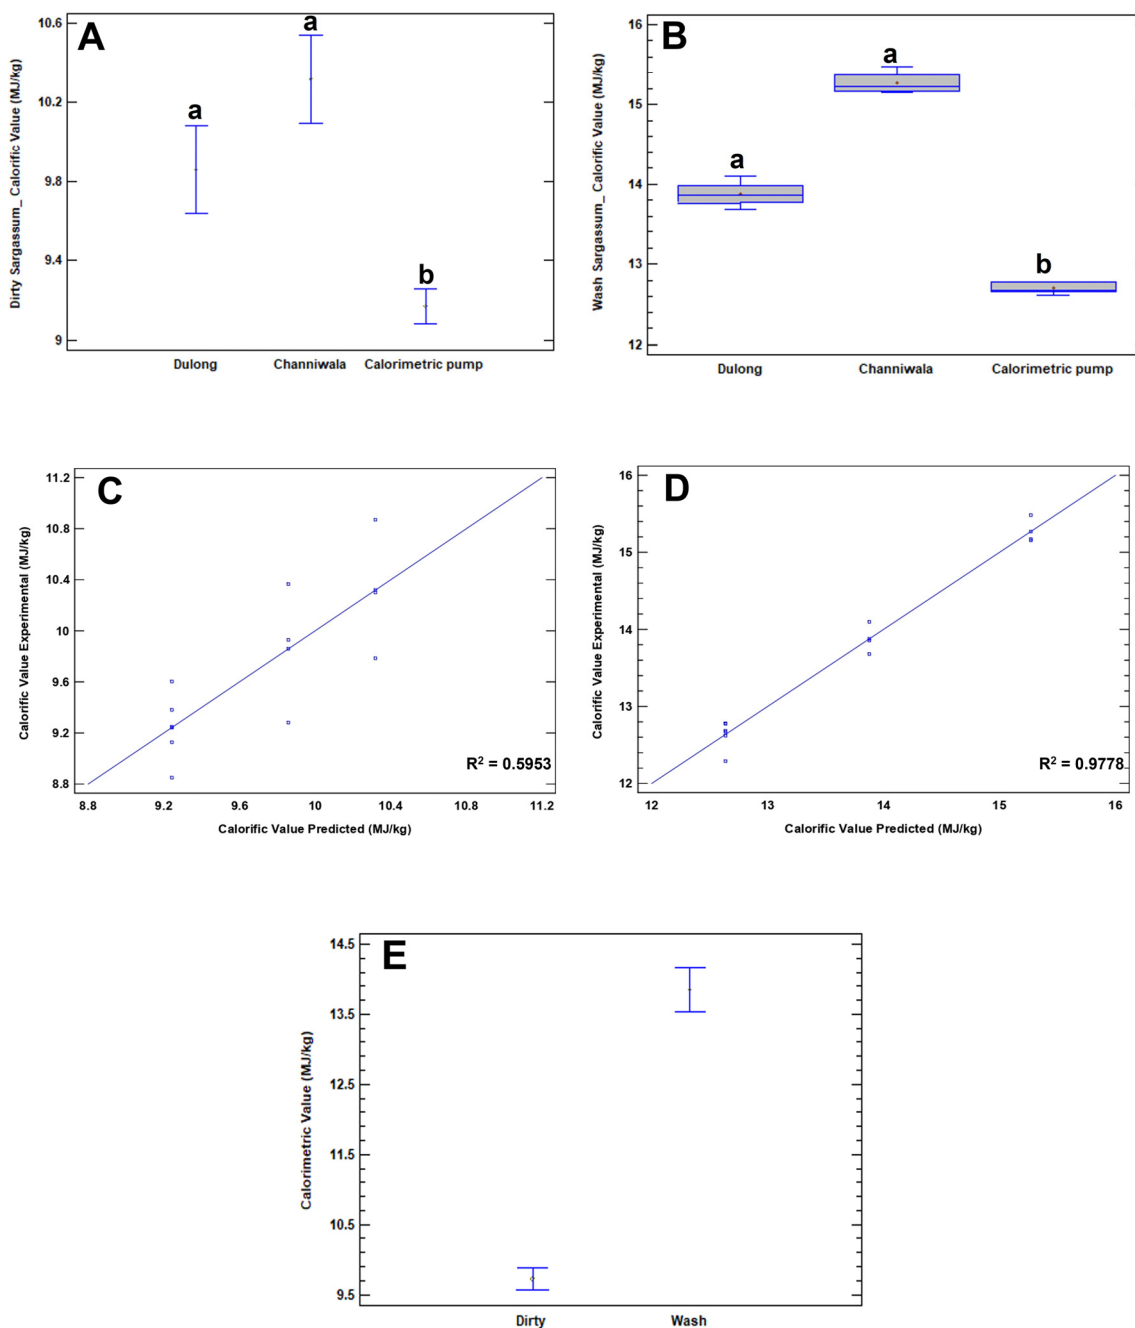 A
Dirty Sargassum_ Calorific Value (MJ/kg)
10.6
10.2
9.8
9.4
9
a
a
b
Dulong
Channiwala
Calorimetric pump
B
Wash Sargassum_ Calorific Value (MJ/kg)
16
15
14
13
12
a
a
b
Dulong
Channiwala
Calorimetric pump
C
Calorific Value Experimental (MJ/kg)
11.2
10.8
10.4
10
9.6
9.2
8.8
R² = 0.5953
8.8
9.2
9.6
10
10.4
10.8
11.2
Calorific Value Predicted (MJ/kg)
D
Calorific Value Experimental (MJ/kg)
16
15
14
13
12
R² = 0.9778
12
13
14
15
16
Calorific Value Predicted (MJ/kg)
E
Calorimetric Value (MJ/kg)
14.5
13.5
12.5
11.5
10.5
9.5
Dirty
Wash